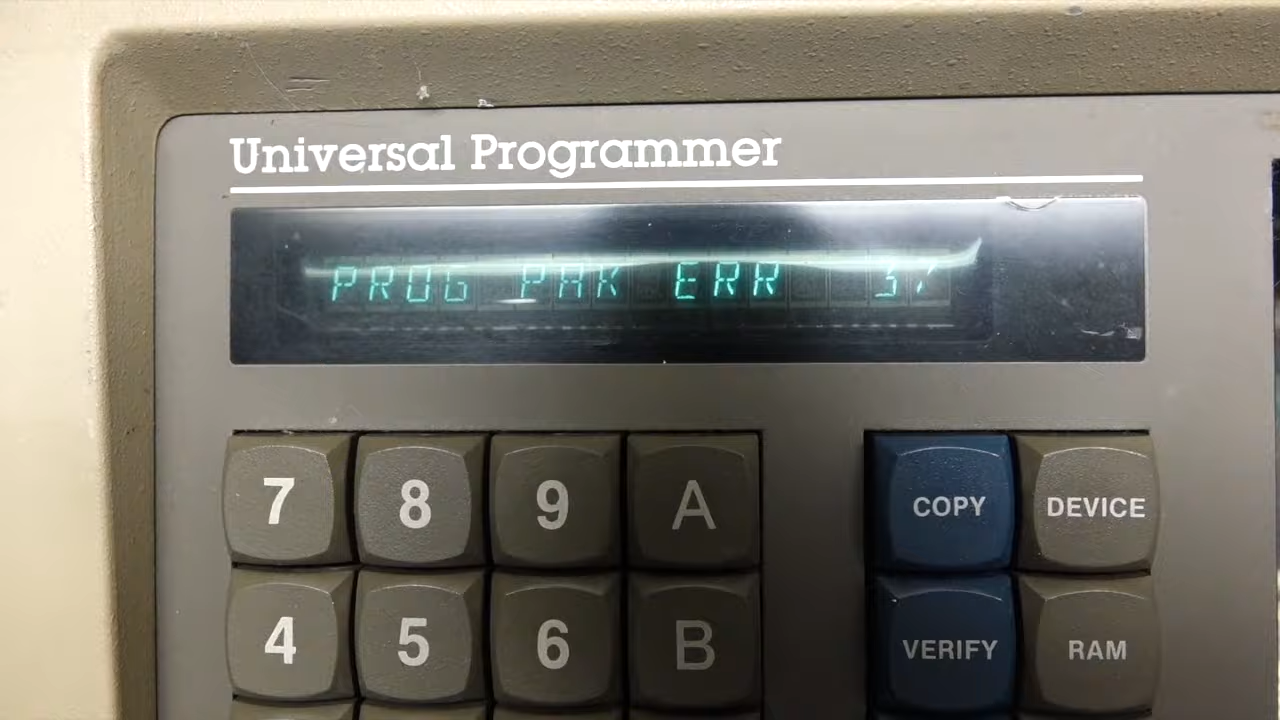 Universal Programmer
PROG PAK ERR
7 8 9 A COPY DEVICE
4 5 6 B VERIFY RAM